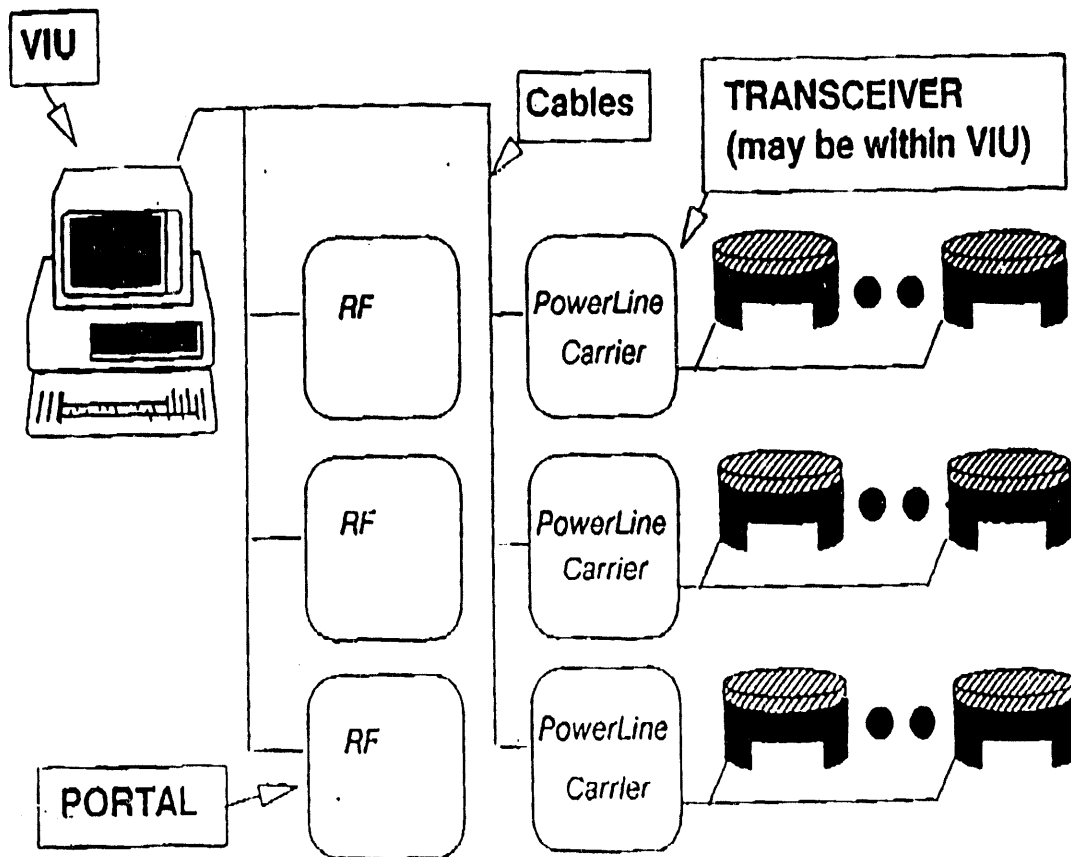 VIU
Cables
TRANSCEIVER
(may be within VIU)
RF
PowerLine
Carrier
RF
PowerLine
Carrier
RF
PowerLine
Carrier
PORTAL